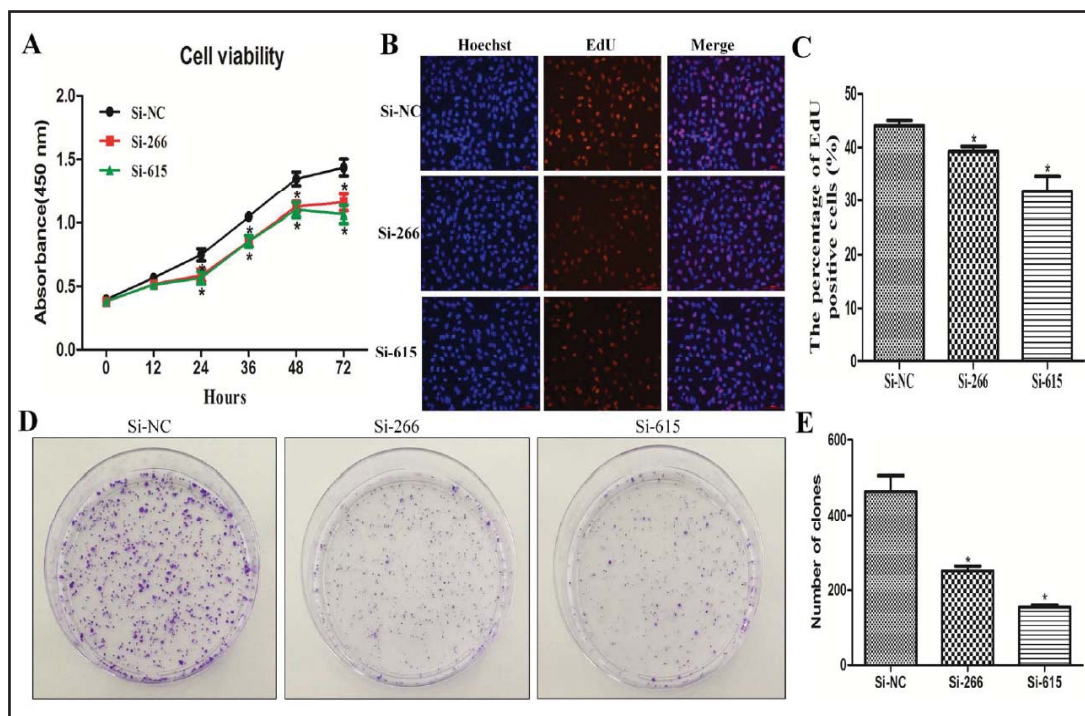 A
Cell viability
Si-NC
Si-266
Si-615
2.0
1.5
1.0
0.5
0.0
Absorbance(450 nm)
*
*
*
*
*
*
*
*
0 12 24 36 48 72
Hours
B
Hoechst EdU Merge
Si-NC
Si-266
Si-615
C
The percentage of EdU
positive cells (%)
50
40
30
20
10
0
*
*
Si-NC Si-266 Si-615
D
Si-NC Si-266 Si-615
E
Number of clones
600
400
200
0
*
*
Si-NC Si-266 Si-615